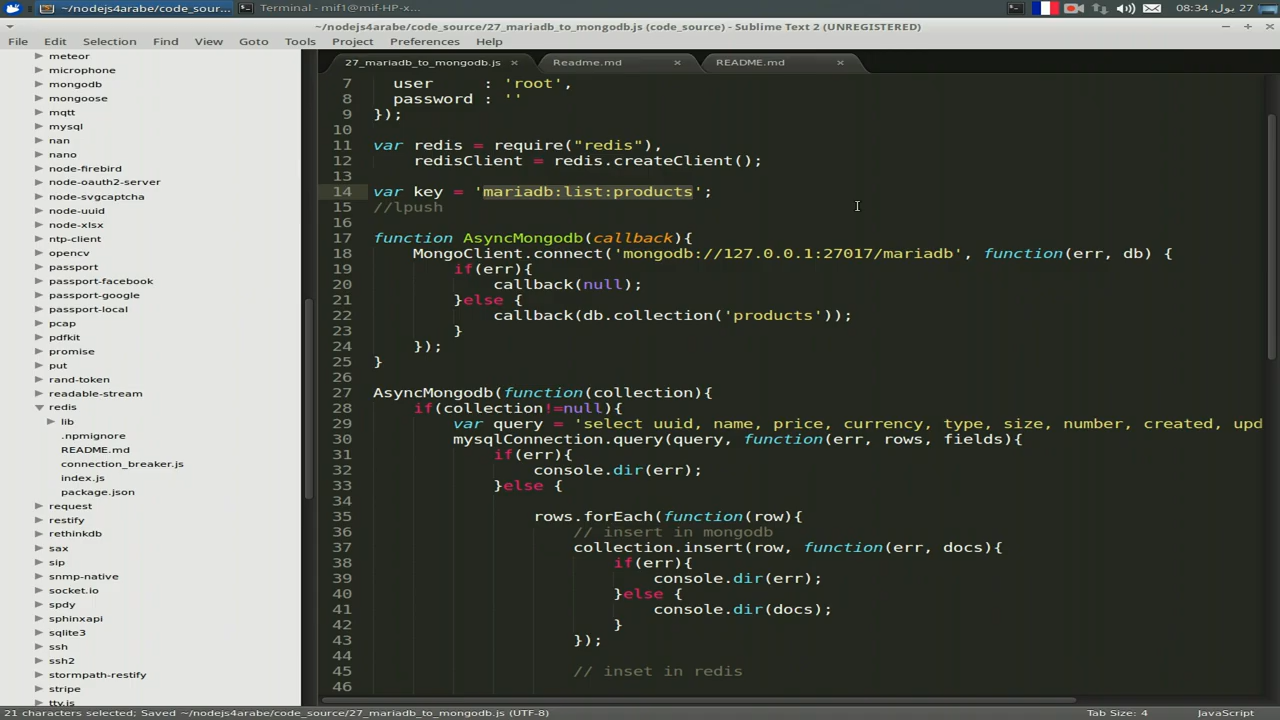 ~/nodejs4arabe/code_sour...
Terminal - mif1@mif-HP-x...
08:34 يول, 27
~/nodejs4arabe/code_source/27_mariadb_to_mongodb.js (code_source) - Sublime Text 2 (UNREGISTERED)
File Edit Selection Find View Goto Tools Project Preferences Help
27_mariadb_to_mongodb.js
Readme.md
README.md
meteor
microphone
mongodb
mongoose
mqtt
mysql
nan
nano
node-firebird
node-oauth2-server
node-svgcaptcha
node-uuid
node-xlsx
ntp-client
opencv
passport
passport-facebook
passport-google
passport-local
pcap
pdfkit
promise
put
rand-token
readable-stream
redis
lib
.npmignore
README.md
connection_breaker.js
index.js
package.json
request
restify
rethinkdb
sax
sip
snmp-native
socket.io
spdy
sphinxapi
sqlite3
ssh
ssh2
stormpath-restify
stripe
tty.js
7 user : 'root',
8 password : ''
9 });
10
11 var redis = require("redis"),
12 redisClient = redis.createClient();
13
14 var key = 'mariadb:list:products';
15 //lpush
16
17 function AsyncMongodb(callback){
18 MongoClient.connect('mongodb://127.0.0.1:27017/mariadb', function(err, db) {
19 if(err){
20 callback(null);
21 }else {
22 callback(db.collection('products'));
23 }
24 });
25 }
26
27 AsyncMongodb(function(collection){
28 if(collection!=null){
29 var query = 'select uuid, name, price, currency, type, size, number, created, upd
30 mysqlConnection.query(query, function(err, rows, fields){
31 if(err){
32 console.dir(err);
33 }else {
34
35 rows.forEach(function(row){
36 // insert in mongodb
37 collection.insert(row, function(err, docs){
38 if(err){
39 console.dir(err);
40 }else {
41 console.dir(docs);
42 }
43 });
44
45 // inset in redis
46
21 characters selected; Saved ~/nodejs4arabe/code_source/27_mariadb_to_mongodb.js (UTF-8)
Tab Size: 4
JavaScript